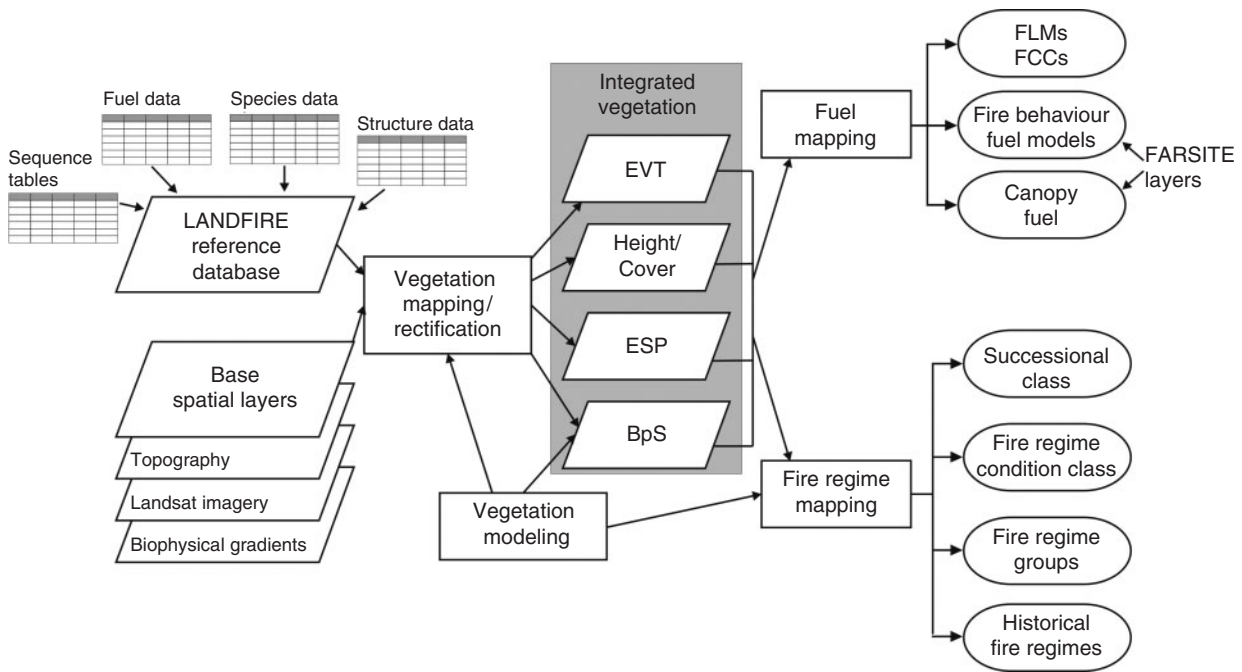 Fuel data
Species data
Structure data
Sequence
tables
LANDFIRE
reference
database
Base
spatial layers
Topography
Landsat imagery
Biophysical gradients
Vegetation
mapping/
rectification
Vegetation
modeling
Integrated
vegetation
EVT
Height/
Cover
ESP
BpS
Fuel
mapping
Fire regime
mapping
FLMs
FCCs
Fire behaviour
fuel models
Canopy
fuel
FARSITE
layers
Successional
class
Fire regime
condition class
Fire regime
groups
Historical
fire regimes